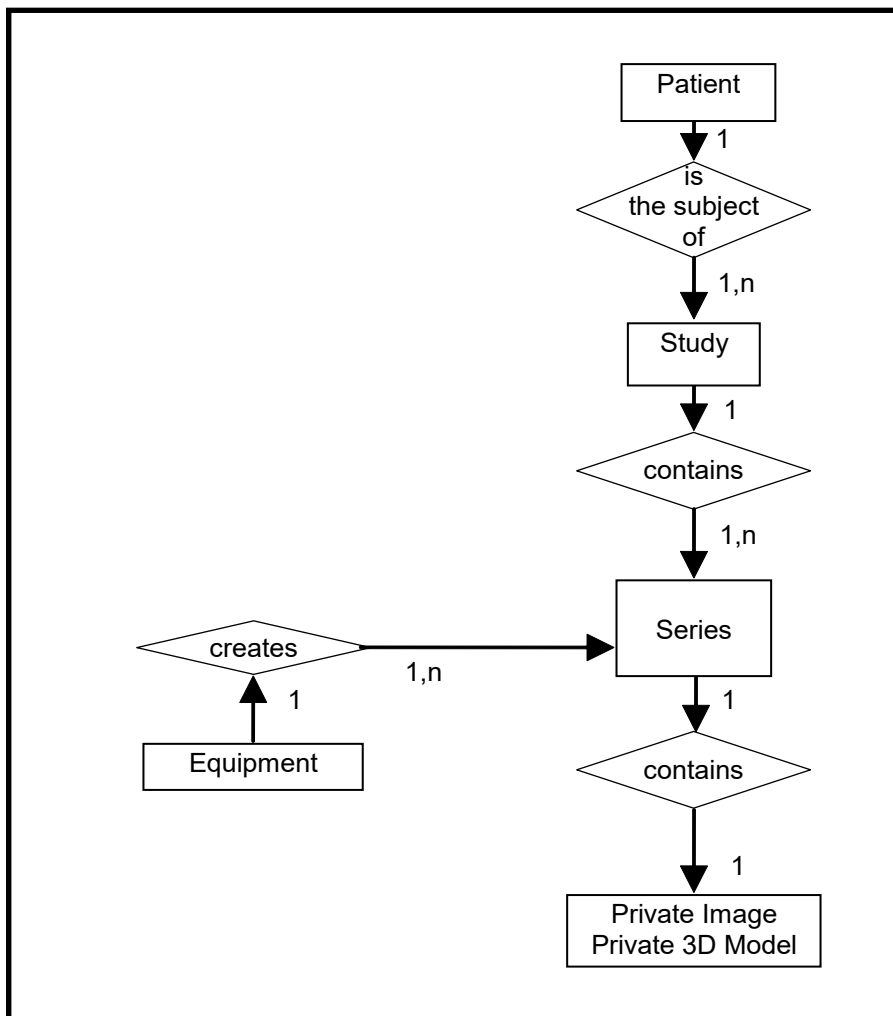 Patient
1
is
the subject
of
1,n
Study
1
contains
1,n
Series
creates
1,n
1
1
Equipment
contains
1
Private Image
Private 3D Model